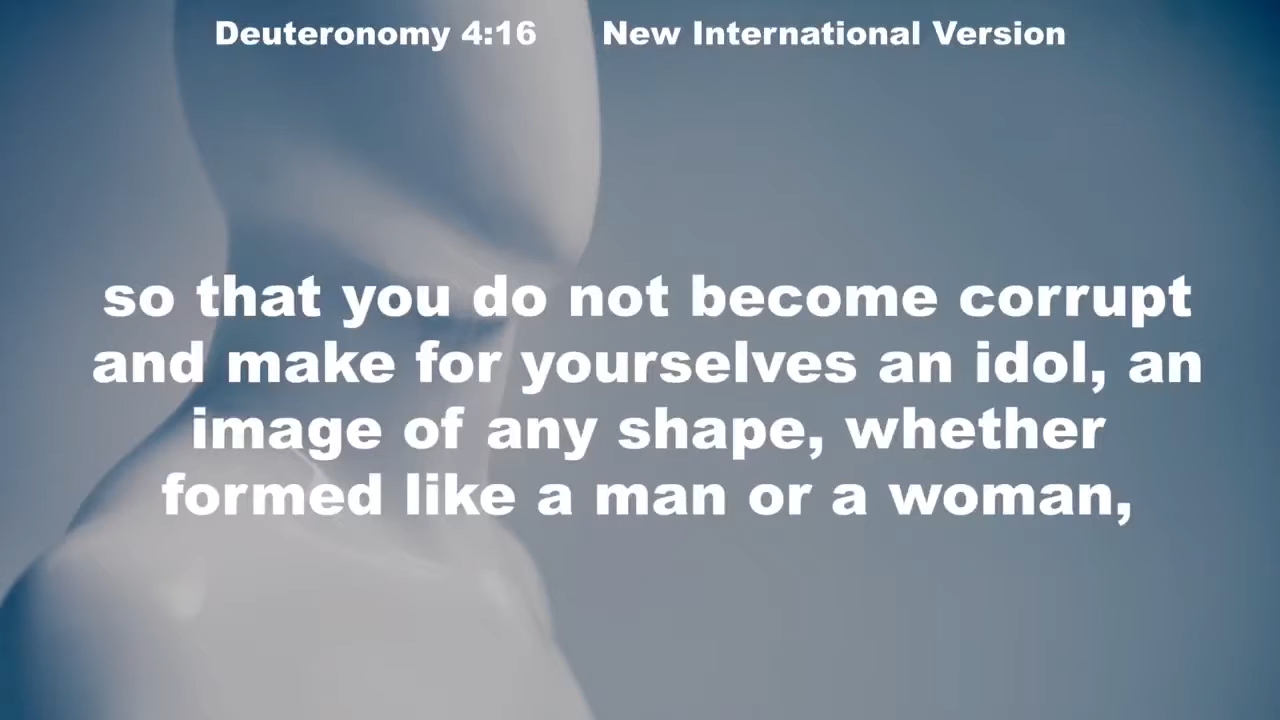 Deuteronomy 4:16 New International Version
so that you do not become corrupt
and make for yourselves an idol, an
image of any shape, whether
formed like a man or a woman,